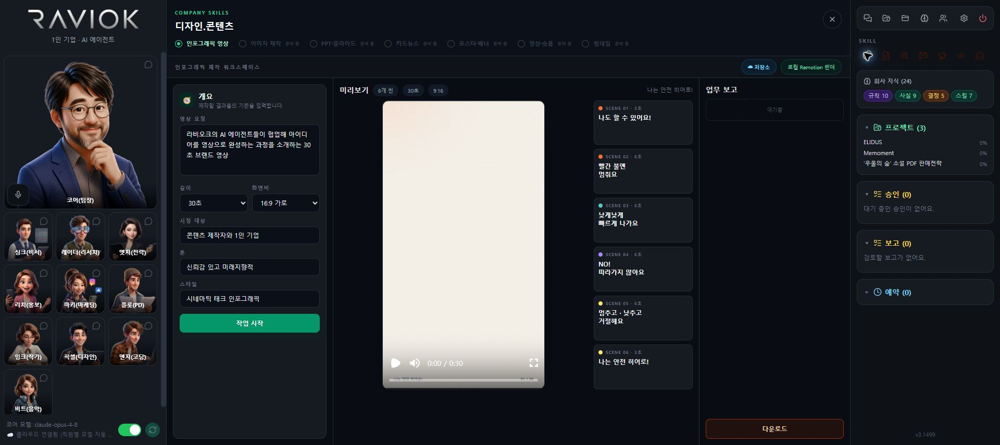 RAVIOK
1인 기업 · AI 에이전트
코어(팀장)
싱크(비서)
레이더(리서치)
엣지(전략)
리치(홍보)
마키(마케팅)
플롯(PD)
잉크(작가)
픽셀(디자인)
엔지(코딩)
비트(음악)
코어 모델: claude-opus-4-8
클라우드 연결됨 (직원별 모델 자동 ...
COMPANY SKILLS
디자인.콘텐츠
인포그래픽 영상
이미지 제작 준비 중
PPT·슬라이드 준비 중
카드뉴스 준비 중
포스터·배너 준비 중
영상·숏폼 준비 중
썸네일 준비 중
인포그래픽 제작 워크스페이스
저장소
로컬 Remotion 렌더
개요
제작할 결과물의 기준을 입력합니다.
영상 요청
라비오크의 AI 에이전트들이 협업해 아이디
어를 영상으로 완성하는 과정을 소개하는 30
초 브랜드 영상
길이
화면비
30초
16:9 가로
시청 대상
콘텐츠 제작자와 1인 기업
톤
신뢰감 있고 미래지향적
스타일
시네마틱 테크 인포그래픽
작업 시작
미리보기
6개 씬
30초
9:16
나는 안전 히어로!
0:00 / 0:30
나는 안전 히어로!
01 / 06
SCENE 01 · 3초
나도 할 수 있어요!
SCENE 02 · 6초
빨간 불엔
멈춰요
SCENE 03 · 6초
낮게낮게
빠르게 나가요
SCENE 04 · 6초
NO!
따라가지 않아요
SCENE 05 · 6초
멈추고 · 낮추고
거절해요
SCENE 06 · 3초
나는 안전 히어로!
업무 보고
대기중
다운로드
SKILL
회사 지식 (24)
규칙 10
사실 9
결정 5
스킬 7
프로젝트 (3)
ELIDUS 0%
Memoment 0%
'우울의 숲' 소설 PDF 판매전략 0%
승인 (0)
대기 중인 승인이 없어요.
보고 (0)
검토할 보고가 없어요.
예약 (0)
v3.1499